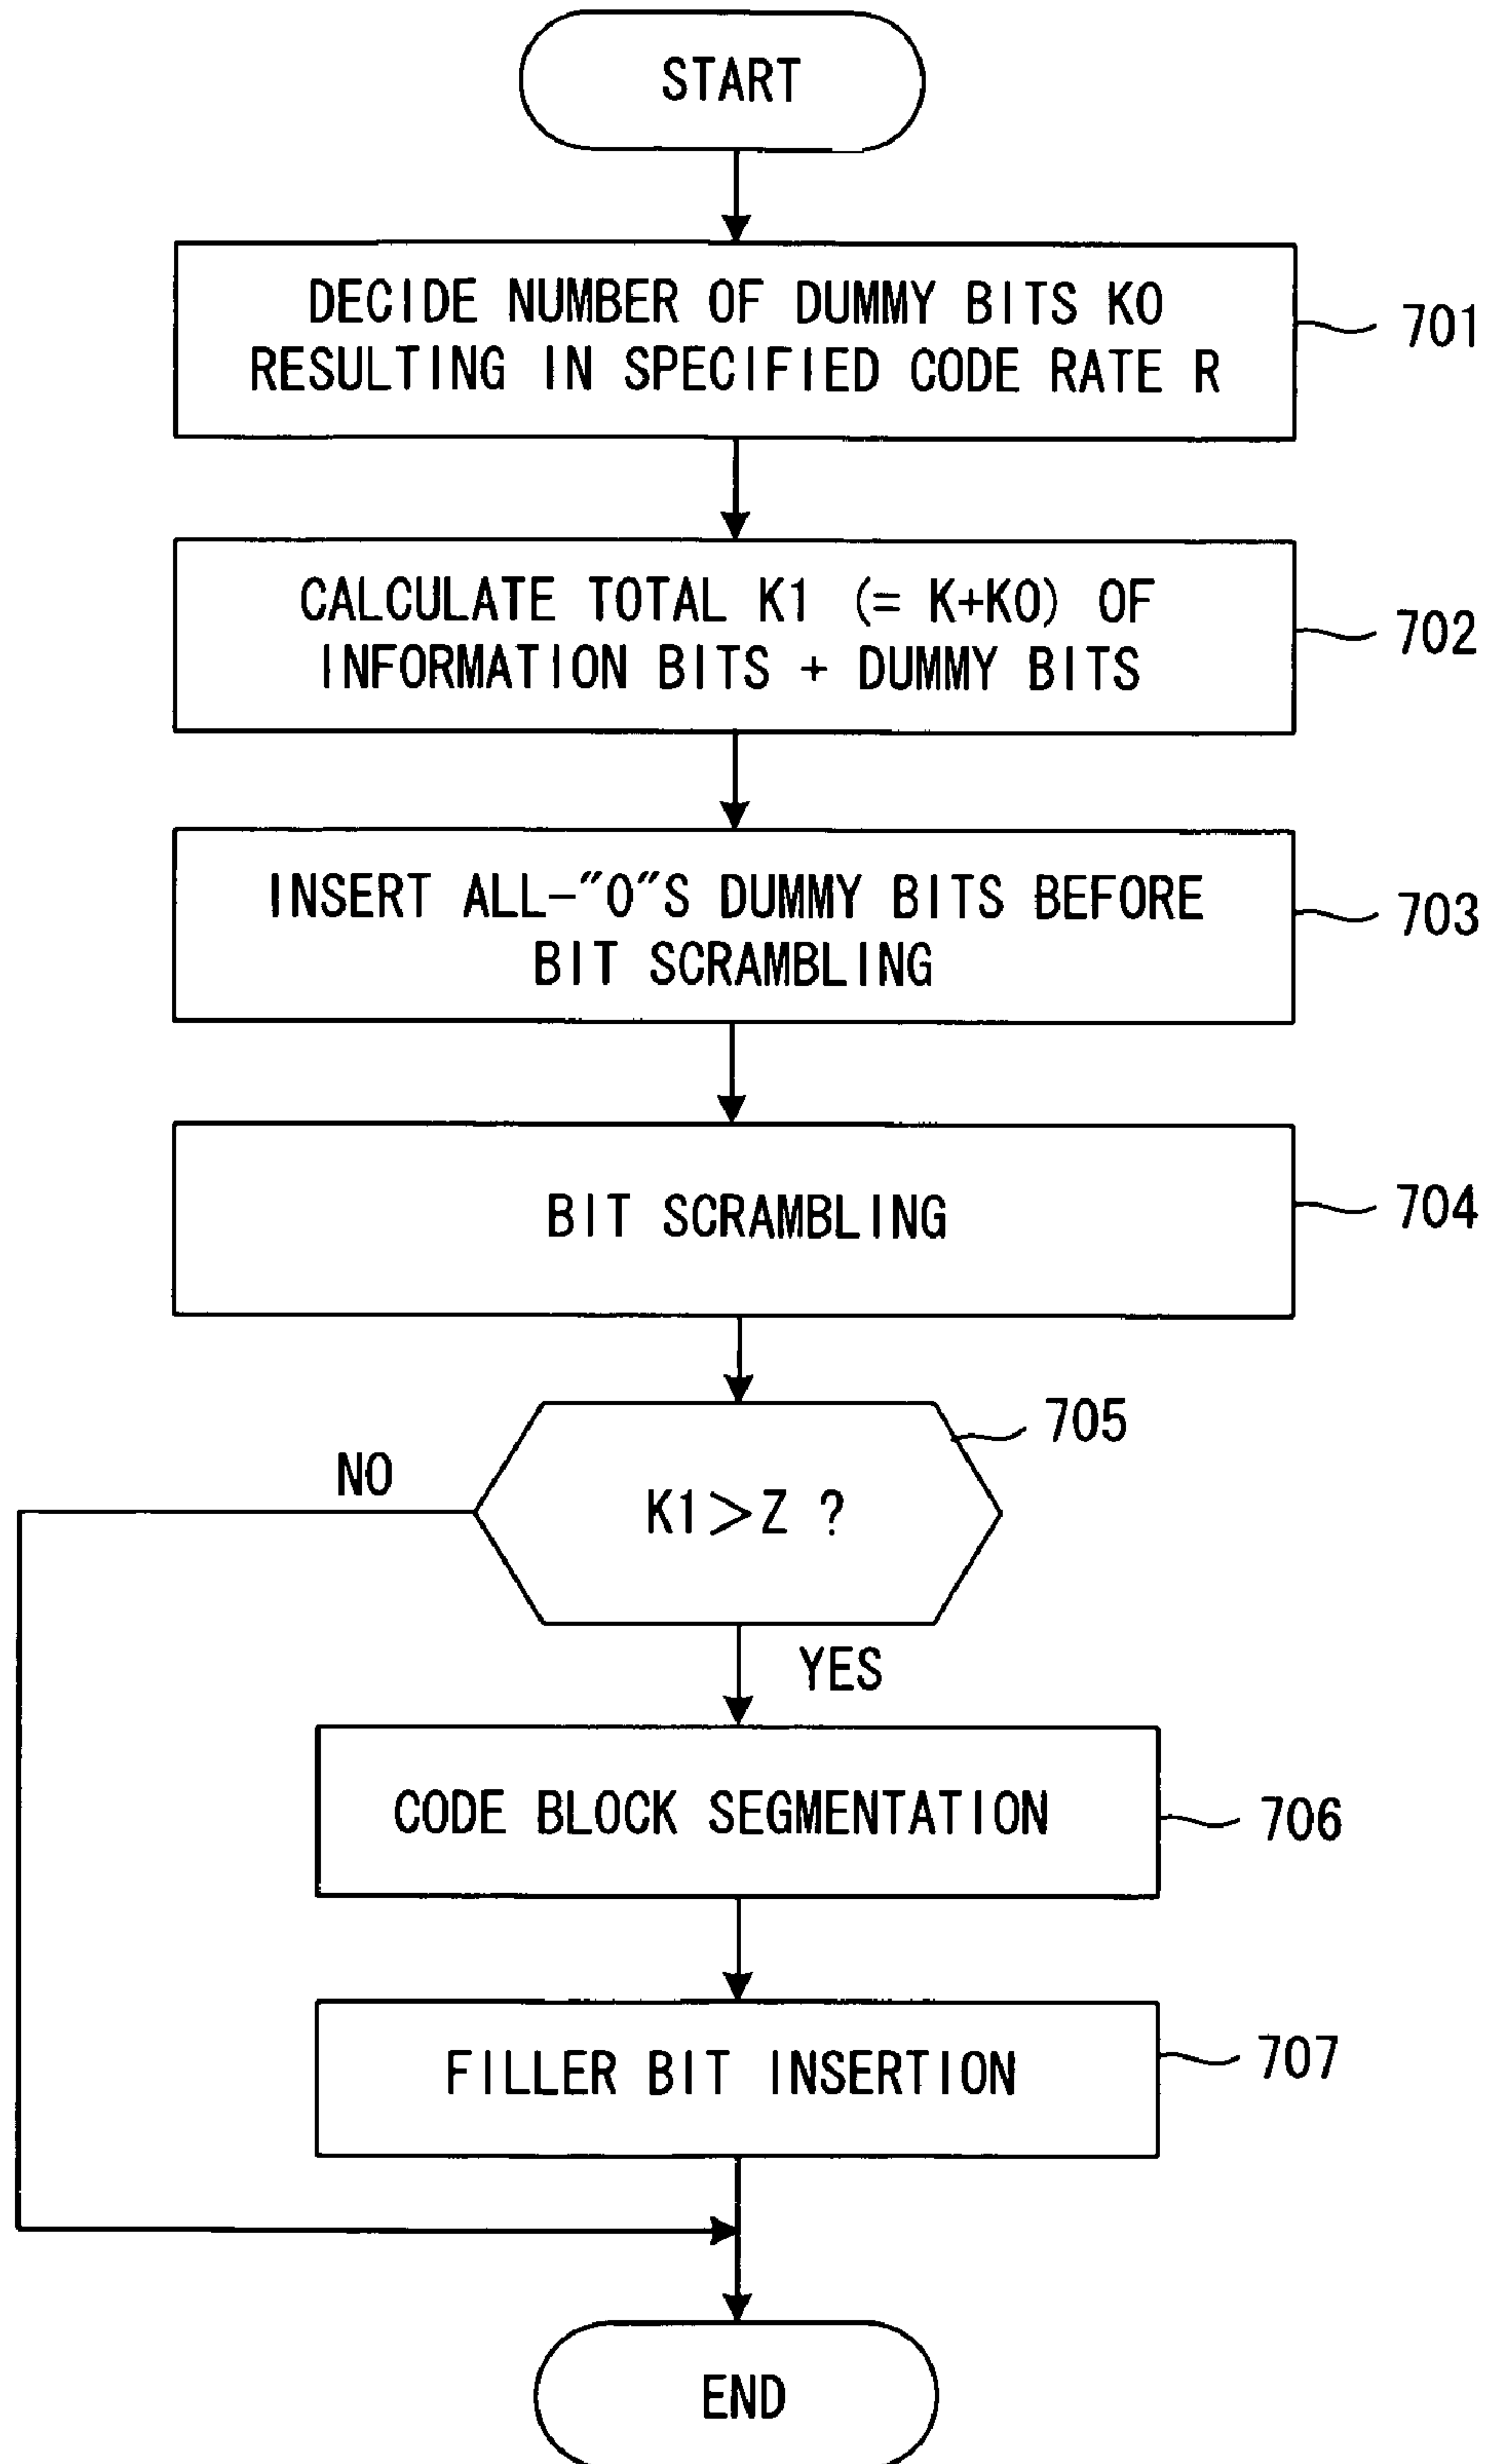 START
DECIDE NUMBER OF DUMMY BITS K0
RESULTING IN SPECIFIED CODE RATE R
701
CALCULATE TOTAL K1 (= K+K0) OF
INFORMATION BITS + DUMMY BITS
702
INSERT ALL-"0"S DUMMY BITS BEFORE
BIT SCRAMBLING
703
BIT SCRAMBLING
704
705
NO
K1>Z ?
YES
CODE BLOCK SEGMENTATION
706
FILLER BIT INSERTION
707
END